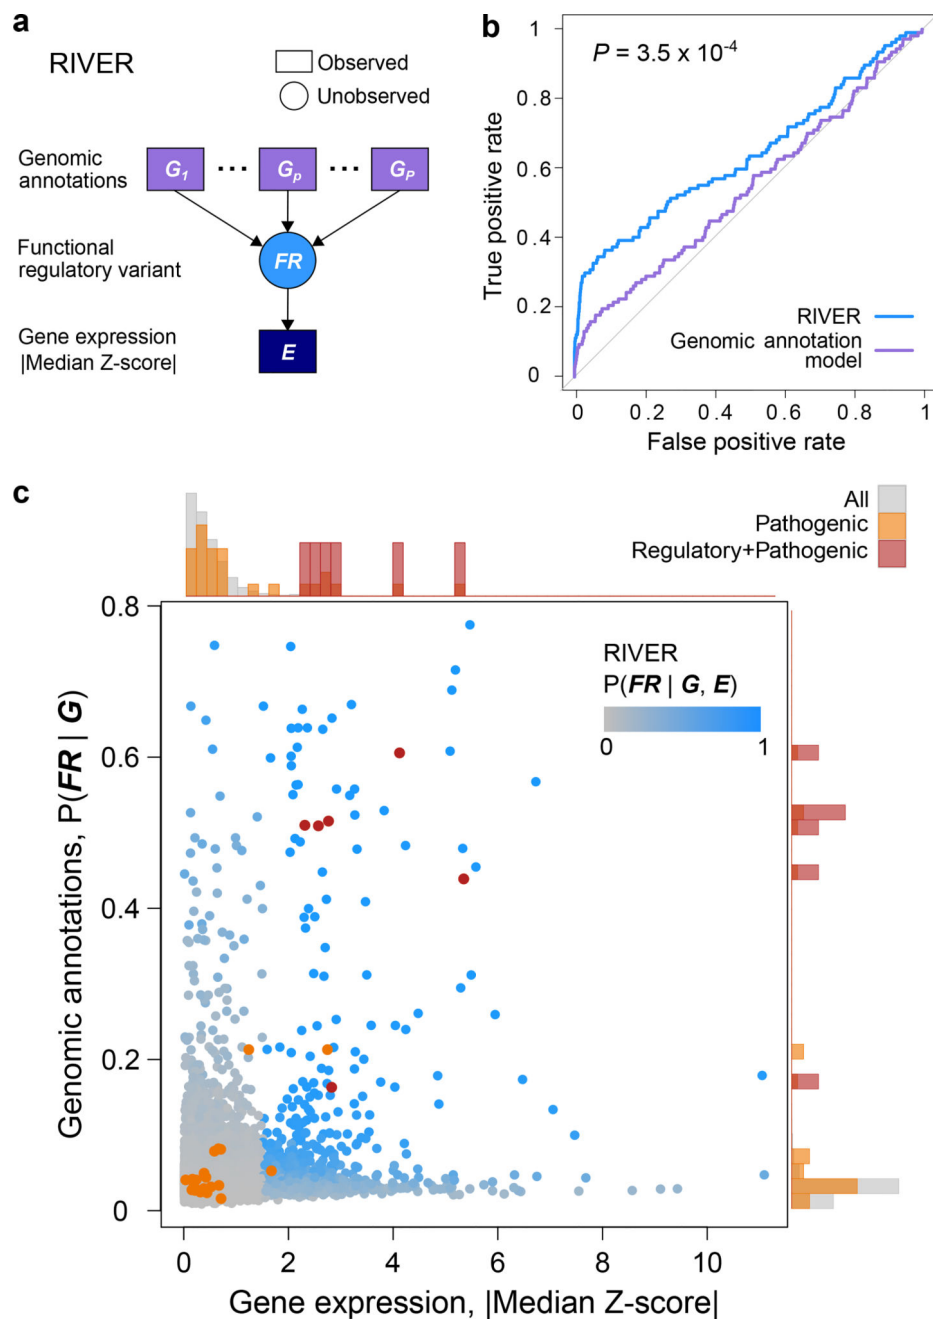 a
RIVER
Observed
Unobserved
Genomic
annotations
G1 ... Gp ... GP
Functional
regulatory variant
FR
Gene expression
|Median Z-score|
E
b
P = 3.5 x 10-4
True positive rate
1
0.8
0.6
0.4
0.2
0
0 0.2 0.4 0.6 0.8 1
False positive rate
RIVER
Genomic annotation
model
c
All
Pathogenic
Regulatory+Pathogenic
RIVER
P(FR | G, E)
0 1
Genomic annotations, P(FR | G)
0.8
0.6
0.4
0.2
0
0 2 4 6 8 10
Gene expression, |Median Z-score|